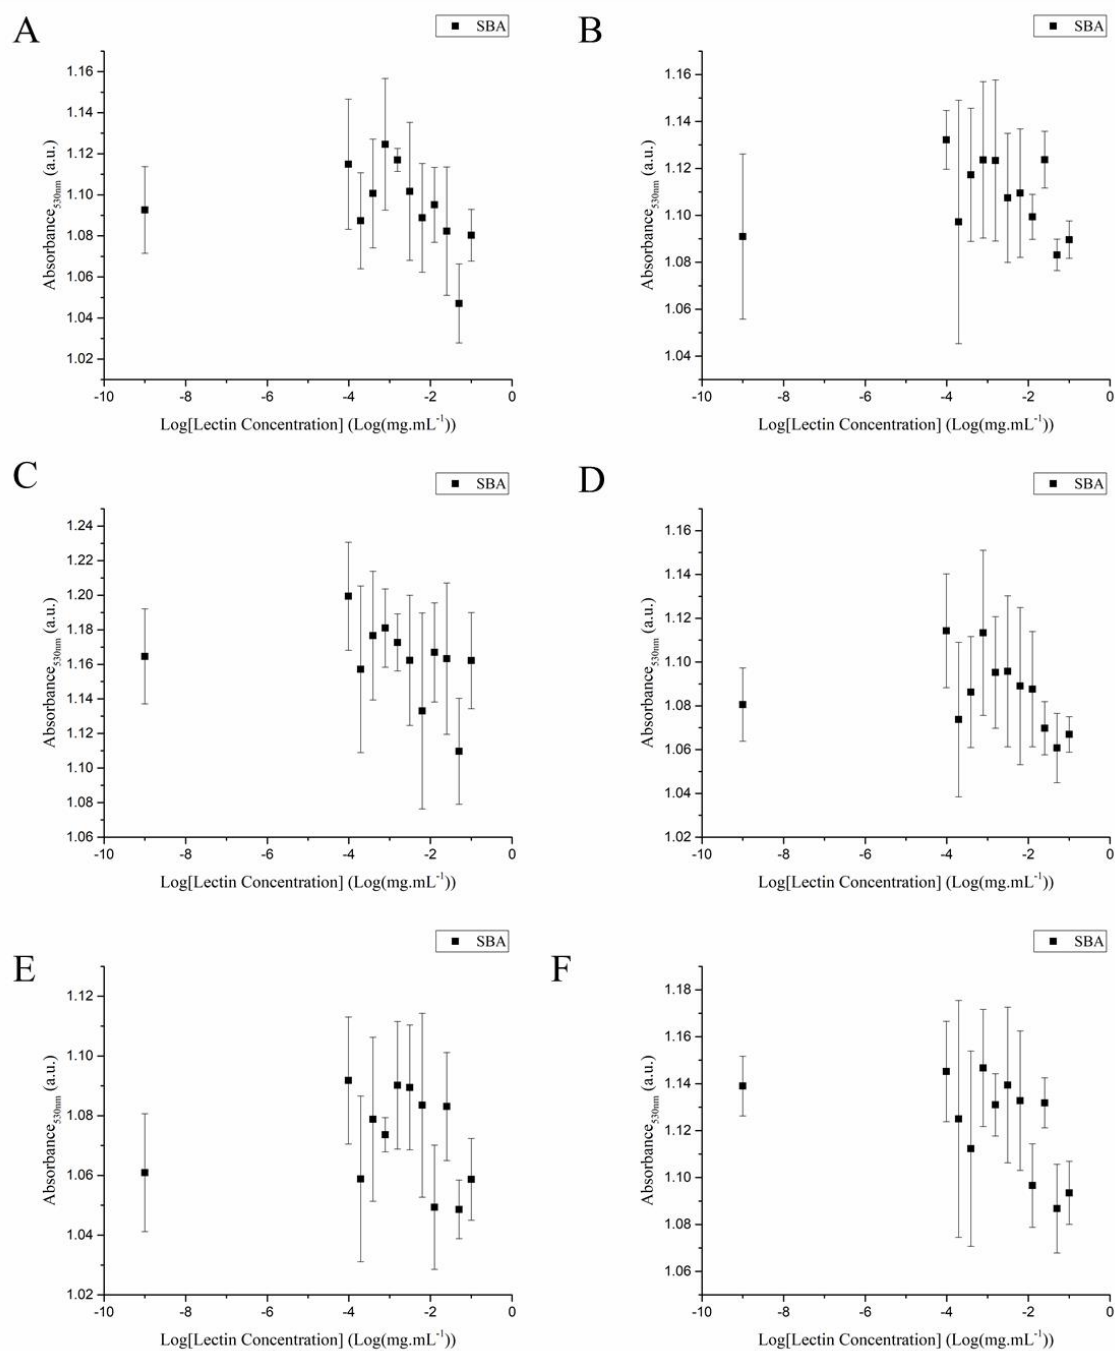 A
SBA
1.16
1.14
1.12
1.10
1.08
1.06
1.04
1.02
Absorbance530nm (a.u.)
-10 -8 -6 -4 -2 0
Log[Lectin Concentration] (Log(mg.mL-1))
B
SBA
1.16
1.14
1.12
1.10
1.08
1.06
1.04
Absorbance530nm (a.u.)
-10 -8 -6 -4 -2 0
Log[Lectin Concentration] (Log(mg.mL-1))
C
SBA
1.24
1.22
1.20
1.18
1.16
1.14
1.12
1.10
1.08
1.06
Absorbance530nm (a.u.)
-10 -8 -6 -4 -2 0
Log[Lectin Concentration] (Log(mg.mL-1))
D
SBA
1.16
1.14
1.12
1.10
1.08
1.06
1.04
1.02
Absorbance530nm (a.u.)
-10 -8 -6 -4 -2 0
Log[Lectin Concentration] (Log(mg.mL-1))
E
SBA
1.12
1.10
1.08
1.06
1.04
1.02
Absorbance530nm (a.u.)
-10 -8 -6 -4 -2 0
Log[Lectin Concentration] (Log(mg.mL-1))
F
SBA
1.18
1.16
1.14
1.12
1.10
1.08
1.06
Absorbance530nm (a.u.)
-10 -8 -6 -4 -2 0
Log[Lectin Concentration] (Log(mg.mL-1))